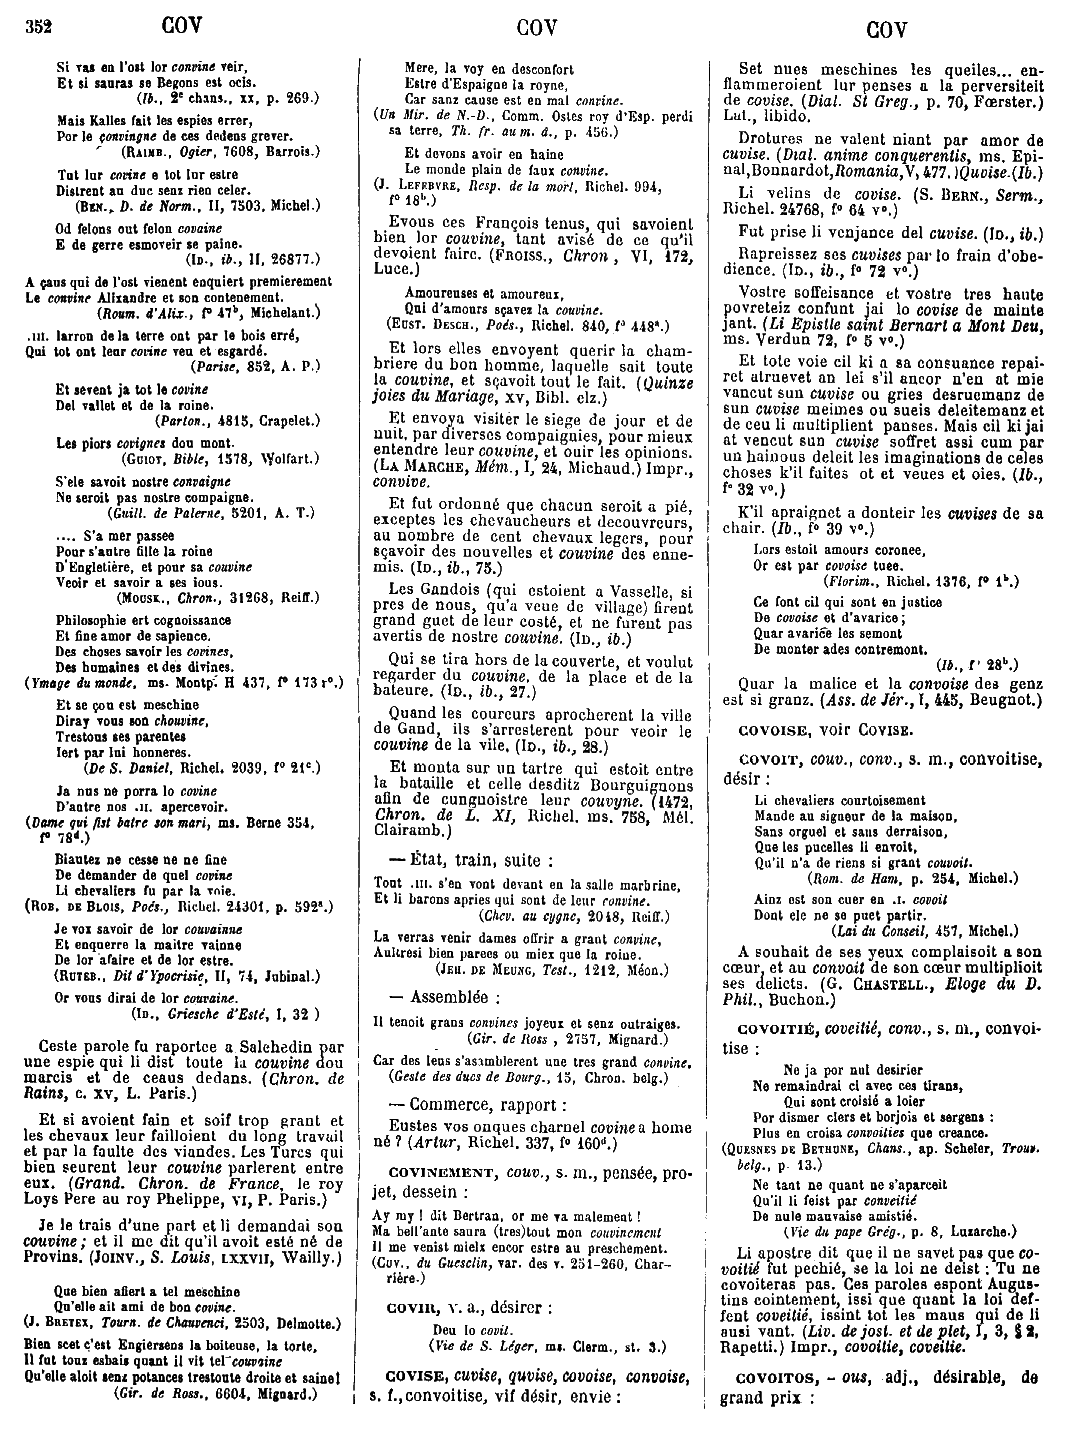 352 COV COV COV
Si vas en l'ost lor convine veir,
Et si sauras se Begons est ocis.
(Ib., 2e chans., xx, p. 269.)
Mais Kalles fait les espies errer,
Por le convingne de ces dedens grever.
(RAIMB., Ogier, 7608, Barrois.)
Tut lur covine e tot lur estre
Distrent au duc senz rien celer.
(BEN., D. de Norm., II, 7503, Michel.)
Od felons out felon covaine
E de gerre esmoveir se paine.
(ID., ib., II, 26877.)
A çaus qui de l'ost vienent enquiert premierement
Le convine Alixandre et son contenement.
(Roum. d'Alix., fo 47b, Michelant.)
.III. larron de la terre ont par le bois erré,
Qui tot ont leur covine veu et esgardé.
(Parise, 852, A. P.)
Et sevent ja tot le covine
Del vallet et de la roine.
(Parton., 4815, Crapelet.)
Les piors covignes dou mont.
(GUIOT, Bible, 1578, Wolfart.)
S'ele savoit nostre convaigne
Ne seroit pas nostre compaigne.
(Guill. de Palerne, 5201, A. T.)
.... S'a mer passee
Pour s'autre fille la roine
D'Engletière, et pour sa couvine
Veoir et savoir a ses ious.
(MOUSK., Chron., 31268, Reiff.)
Philosophie ert cognoissance
Et fine amor de sapience.
Des choses savoir les covines,
Des humaines et des divines.
(Ymage du monde, ms. Montp. H 437, fo 173 ro.)
Et se çou est meschine
Diray vous son chouvine,
Trestous ses parentes
Iert par lui honneres.
(De S. Daniel, Richel. 2039, fo 21c.)
Ja nus ne porra lo covine
D'autre nos .II. apercevoir.
(Dame qui fist batre son mari, ms. Berne 354,
fo 78d.)
Biautez ne cesse ne ne fine
De demander de quel covine
Li chevaliers fu par la voie.
(ROB. DE BLOIS, Poés., Richel. 24301, p. 592a.)
Je vox savoir de lor couvainne
Et enquerre la maitre vainne
De lor afaire et de lor estre.
(RUTEB., Dit d'Ypocrisie, II, 74, Jubinal.)
Or vous dirai de lor couvaine.
(ID., Griesche d'Esté, I, 32 )
Ceste parole fu raportee a Salehedin par
une espie qui li dist toute la couvine dou
marcis et de ceaus dedans. (Chron. de
Rains, c. XV, L. Paris.)
Et si avoient fain et soif trop grant et
les chevaux leur failloient du long travail
et par la faulte des viandes. Les Turcs qui
bien seurent leur couvine parlerent entre
eux. (Grand. Chron. de France, le roy
Loys Pere au roy Phelippe, VI, P. Paris.)
Je le trais d'une part et li demandai son
couvine; et il me dit qu'il avoit esté né de
Provins. (JOINV., S. Louis, LXXVII, Wailly.)
Que bien afiert a tel meschine
Qu'elle ait ami de bon covine.
(J. BRETEX, Tourn. de Chauvenci, 2503, Delmotte.)
Bien scet c'est Engiersens la boiteuse, la torte,
Il fut touz esbais quant il vit tel couvaine
Qu'elle aloit senz potances trestoute droite et saine!
(Gir. de Ross., 6604, Mignard.)
Mere, la voy en desconfort
Estre d'Espaigne la royne,
Car sanz cause est en mal convine.
(Un Mir. de N.-D., Comm. Ostes roy d'Esp. perdi
sa terre, Th. fr. au m. â., p. 456.)
Et devons avoir en haine
Le monde plain de faux convine.
(J. LEFEBVRE, Resp. de la mort, Richel. 994,
fo 18b.)
Evous ces François tenus, qui savoient
bien lor couvine, tant avisé de ce qu'il
devoient faire. (FROISS., Chron , VI, 172,
Luce.)
Amoureuses et amoureux,
Qui d'amours sçavez la couvine.
(EUST. DESCH., Poés., Richel. 840, fo 448a.)
Et lors elles envoyent querir la cham-
briere du bon homme, laquelle sait toute
la couvine, et sçavoit tout le fait. (Quinze
joies du Mariage, XV, Bibl. elz.)
Et envoya visiter le siege de jour et de
nuit, par diverses compaignies, pour mieux
entendre leur couvine, et ouir les opinions.
(LA MARCHE, Mém., I, 24, Michaud.) Impr.,
convive.
Et fut ordonné que chacun seroit a pié,
exceptes les chevaucheurs et decouvreurs,
au nombre de cent chevaux legers, pour
sçavoir des nouvelles et couvine des enne-
mis. (ID., ib., 75.)
Les Gandois (qui estoient a Vasselle, si
pres de nous, qu'a veue de village) firent
grand guet de leur costé, et ne furent pas
avertis de nostre couvine. (ID., ib.)
Qui se tira hors de la couverte, et voulut
regarder du couvine, de la place et de la
bateure. (ID., ib., 27.)
Quand les coureurs aprocherent la ville
de Gand, ils s'arresterent pour veoir le
couvine de la vile. (ID., ib., 28.)
Et monta sur un tartre qui estoit entre
la bataille et celle desditz Bourguignons
afin de cunguoistre leur couvyne. (1472,
Chron. de L. XI, Richel. ms. 758, Mél.
Clairamb.)
— État, train, suite :
Tout .III. s'en vont devant en la salle marbrine,
Et li barons apries qui sont de leur convine.
(Chev. au cygne, 2048, Reiff.)
La verras venir dames offrir a grant convine,
Aultresi bien parees ou miex que la roine.
(JEH. DE MEUNG, Test., 1212, Méon.)
— Assemblée :
Il tenoit grans convines joyeux et senz outraiges.
(Gir. de Ross , 2757, Mignard.)
Car des lens s'asamblerent une tres grand convine.
(Geste des ducs de Bourg., 15, Chron. belg.)
— Commerce, rapport :
Eustes vos onques charnel covine a home
né ? (Artur, Richel. 337, fo 160d.)
COVINEMENT, couv., s. m., pensée, pro-
jet, dessein :
Ay my ! dit Bertran, or me va malement !
Ma bell'ante saura (tres)tout mon couvinement
Il me venist mielx encor estre au preschement.
(CUV., du Guesclin, var. des v. 251-260, Char-
rière.)
COVIR, v. a., désirer :
Deu lo covit.
(Vie de S. Léger, ms. Clerm., st. 3.)
COVISE, cuvise, quvise, covoise, convoise,
s. f., convoitise, vif désir, envie :
Set nues meschines les queiles... en-
flammeroient lur penses a la perversiteit
de covise. (Dial. St Greg., p. 70, Fœrster.)
Lat., libido.
Drotures ne valent niant par amor de
cuvise. (Dial. anime conquerentis, ms. Epi-
nal, Bonnardot, Romania, V, 477.) Quvise. (Ib.)
Li velins de covise. (S. BERN., Serm.,
Richel. 24768, fo 64 vo.)
Fut prise li venjance del cuvise. (ID., ib.)
Rapreissez ses cuvises par lo frain d'obe-
dience. (ID., ib., fo 72 vo.)
Vostre soffeisance et vostre tres haute
povreteiz confunt jai lo covise de mainte
jant. (Li Epistle saint Bernart a Mont Deu,
ms. Verdun 72, fo 5 vo.)
Et tote voie cil ki a sa consuance repai-
ret atruevet an lei s'il ancor n'en at mie
vancut sun cuvise ou gries desruemanz de
sun cuvise meimes ou sueis deleitemanz et
de ceu li multiplient panses. Mais cil ki jai
at vencut sun cuvise soffret assi cum par
un hainous deleit les imaginations de celes
choses k'il faites ot et veues et oies. (Ib.,
fo 32 vo.)
K'il apraignet a donteir les cuvises de sa
chair. (Ib., fo 39 vo.)
Lors estoit amours coronee,
Or est par covoise tuee.
(Florim., Richel. 1376, fo 1b.)
Ce font cil qui sont en justice
De covoise et d'avarice ;
Quar avarice les semont
De monter ades contremont.
(Ib., fo 28b.)
Quar la malice et la convoise des genz
est si granz. (Ass. de Jér., I, 445, Beugnot.)
COVOISE, voir COVISE.
COVOIT, couv., conv., s. m., convoitise,
désir :
Li chevaliers courtoisement
Mande au signeur de la maison,
Sans orguel et sans derraison,
Que les pucelles li envoit,
Qu'il n'a de riens si grant couvoit.
(Rom. de Ham, p. 254, Michel.)
Ainz est son cuer en .I. covoit
Dont ele ne se puet partir.
(Lai du Conseil, 457, Michel.)
A souhait de ses yeux complaisoit a son
cœur, et au convoit de son cœur multiplioit
ses delicts. (G. CHASTELL., Eloge du D.
Phil., Buchon.)
COVOITIÉ, coveitié, conv., s. m., convoi-
tise :
Ne ja por nul desirier
Ne remaindrai ci avec ces tirans,
Qui sont croisié a loier
Por dismer clers et borjois et sergens :
Plus en croisa convoitiés que creance.
(QUESNES DE BETHUNE, Chans., ap. Scheler, Trouv.
belg., p. 13.)
Ne tant ne quant ne s'aparceit
Qu'il li feist par conveitié
De nule mauvaise amistié.
(Vie du pape Grég., p. 8, Luzarche.)
Li apostre dit que il ne savet pas que co-
voitié fut pechié, se la loi ne deist : Tu ne
covoiteras pas. Ces paroles espont Augus-
tins cointement, issi que quant la loi def-
fent coveitié, issint tot les maus qui de li
ausi vant. (Liv. de jost. et de plet, I, 3, § 2,
Rapetti.) Impr., covoilie, coveilie.
COVOITOS, - ous, adj., désirable, de
grand prix :